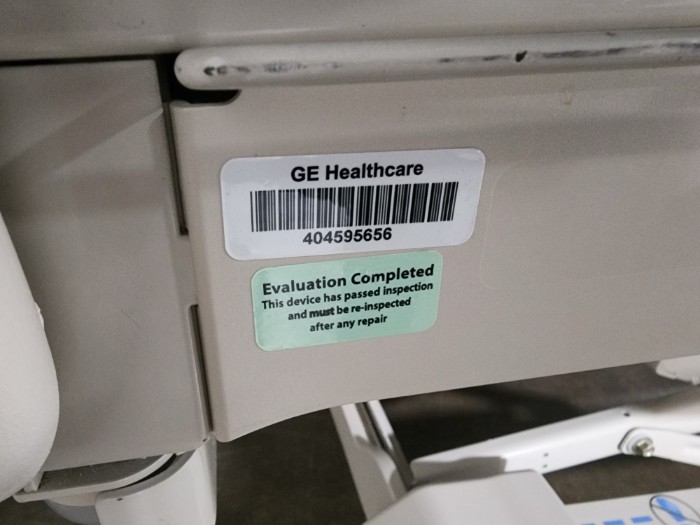 GE Healthcare
404595656
Evaluation Completed
This device has passed inspection
and must be re-inspected
after any repair